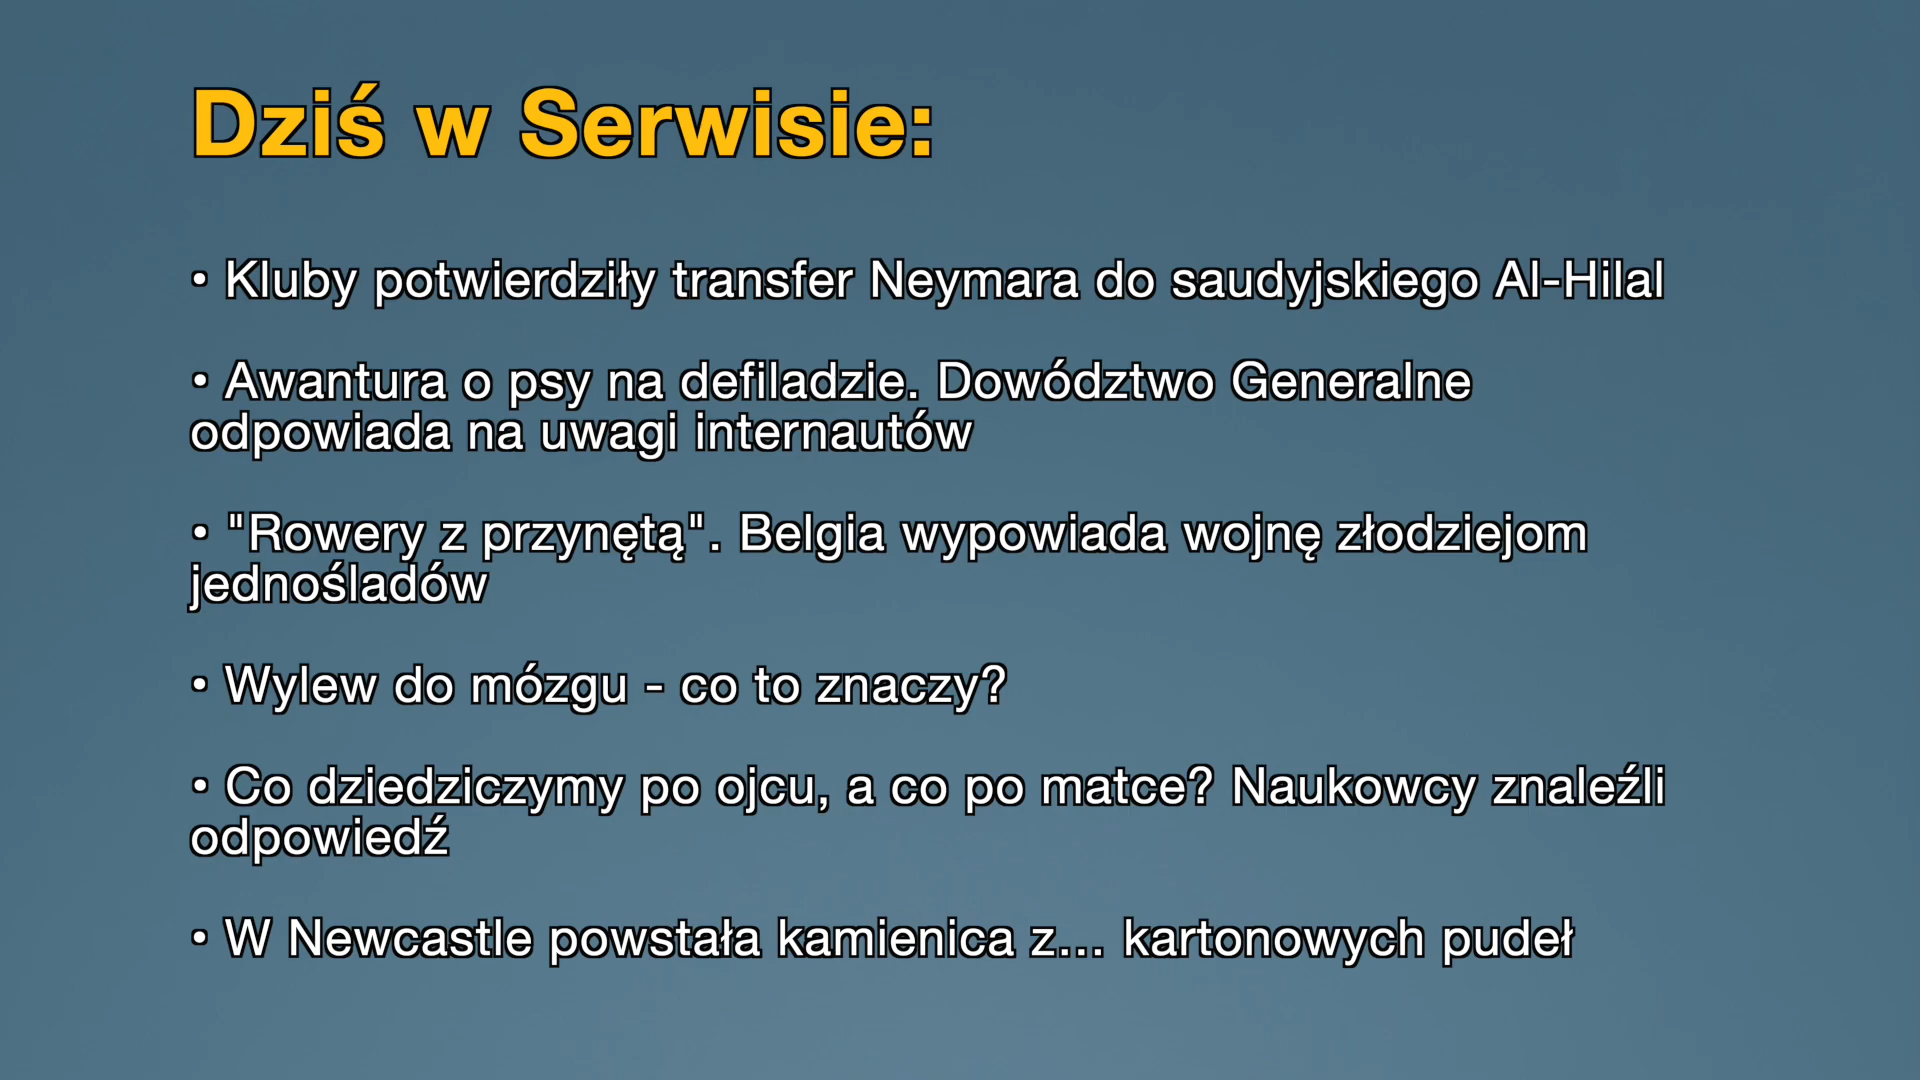 Dziś w Serwisie:
• Kluby potwierdziły transfer Neymara do saudyjskiego Al-Hilal
• Awantura o psy na defiladzie. Dowództwo Generalne
odpowiada na uwagi internautów
• "Rowery z przynętą". Belgia wypowiada wojnę złodziejom
jednośladów
• Wylew do mózgu - co to znaczy?
• Co dziedziczymy po ojcu, a co po matce? Naukowcy znaleźli
odpowiedź
• W Newcastle powstała kamienica z... kartonowych pudeł